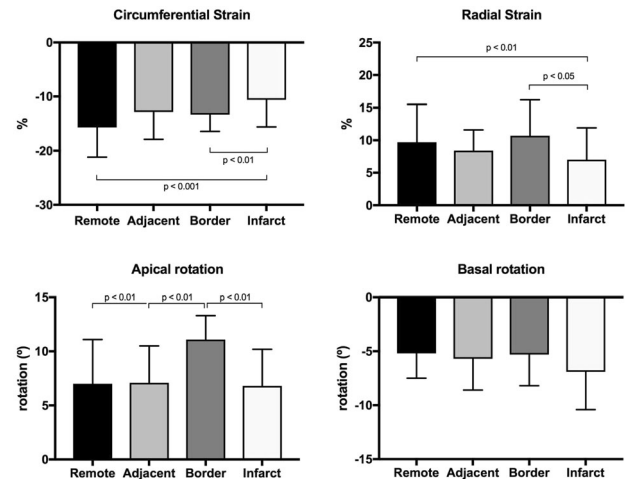 Circumferential Strain
0
-10
-20
-30
%
p < 0.01
p < 0.001
Remote Adjacent Border Infarct
Radial Strain
25
20
15
10
5
0
%
p < 0.01
p < 0.05
Remote Adjacent Border Infarct
Apical rotation
15
10
5
0
rotation (º)
p < 0.01 p < 0.01 p < 0.01
Remote Adjacent Border Infarct
Basal rotation
0
-5
-10
-15
rotation (º)
Remote Adjacent Border Infarct